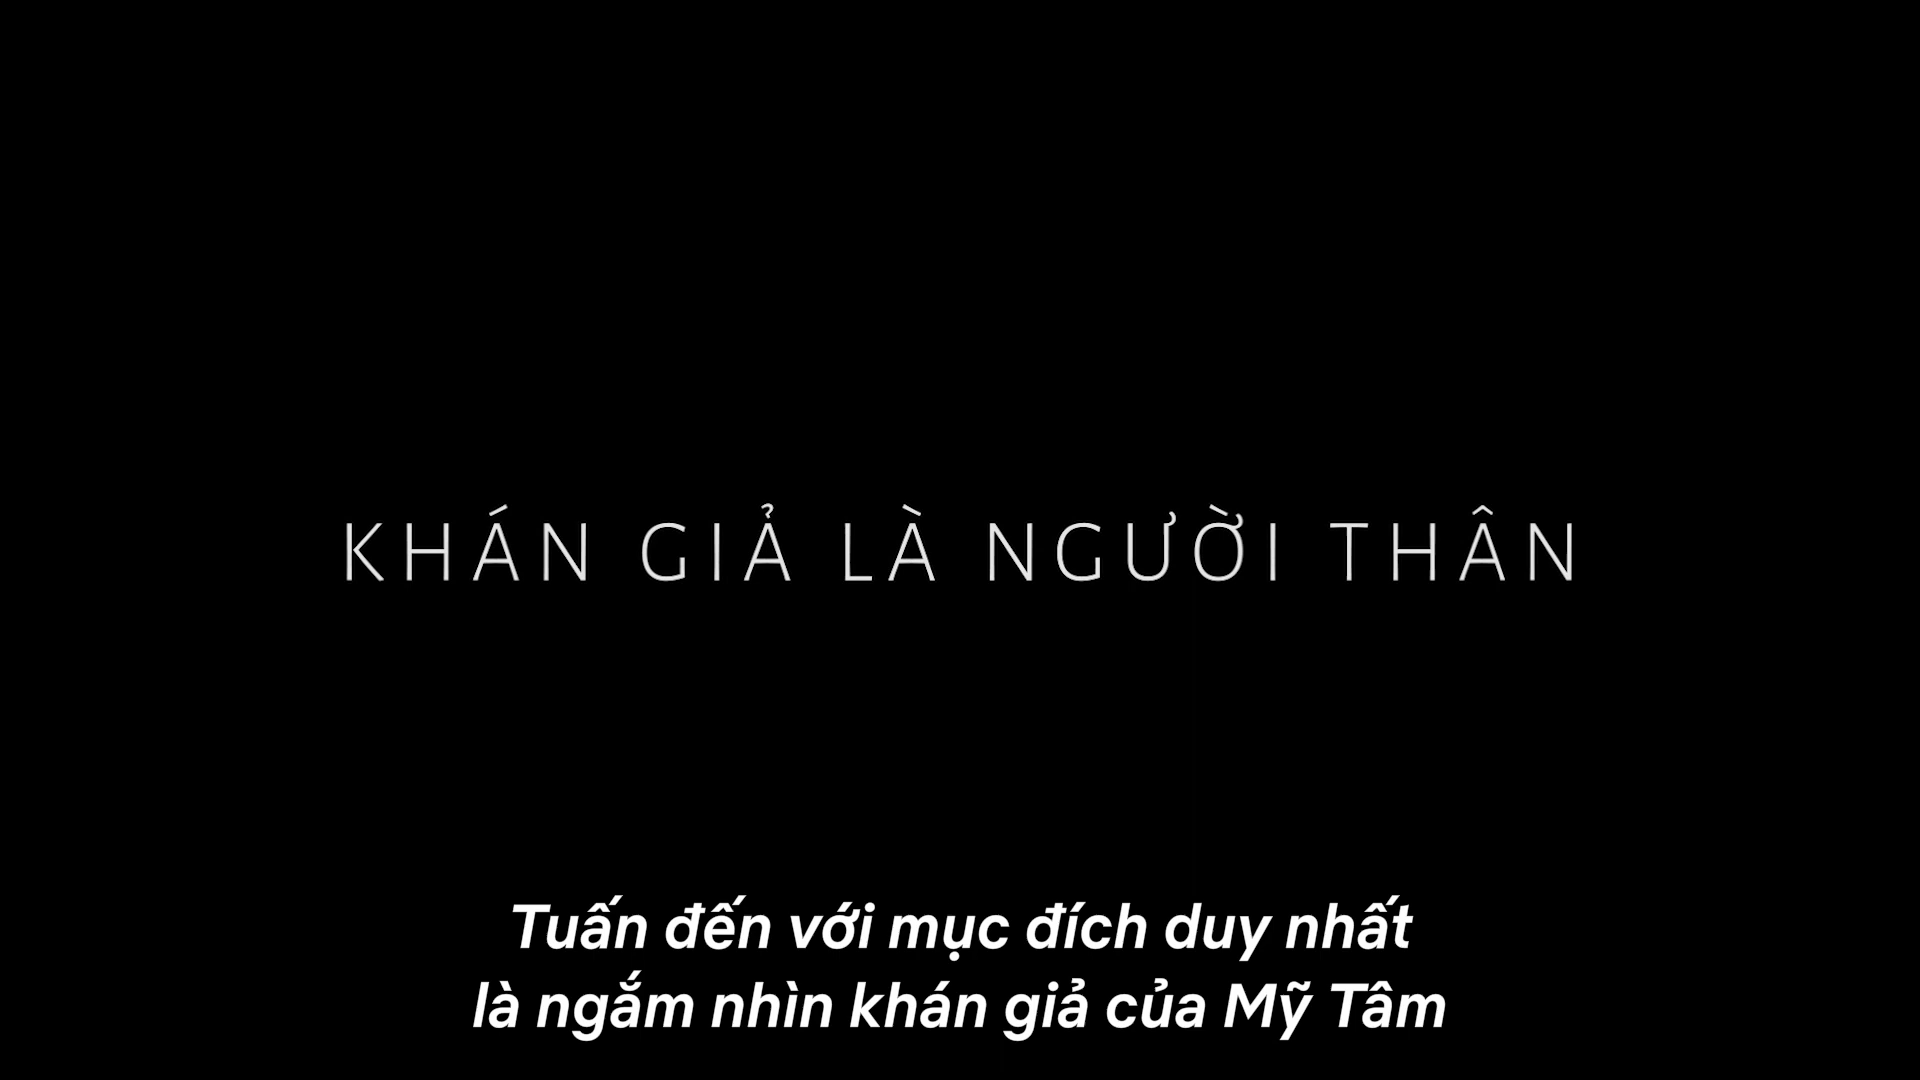 KHÁN GIẢ LÀ NGƯỜI THÂN
Tuấn đến với mục đích duy nhất
là ngắm nhìn khán giả của Mỹ Tâm